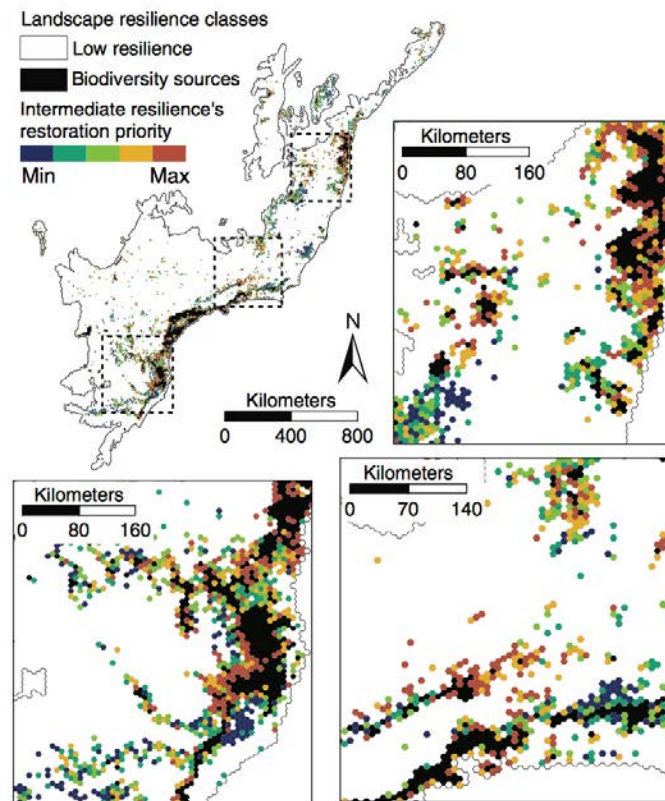 Landscape resilience classes
Low resilience
Biodiversity sources
Intermediate resilience's
restoration priority
Min Max
N
Kilometers
0 400 800
Kilometers
0 80 160
Kilometers
0 80 160
Kilometers
0 70 140